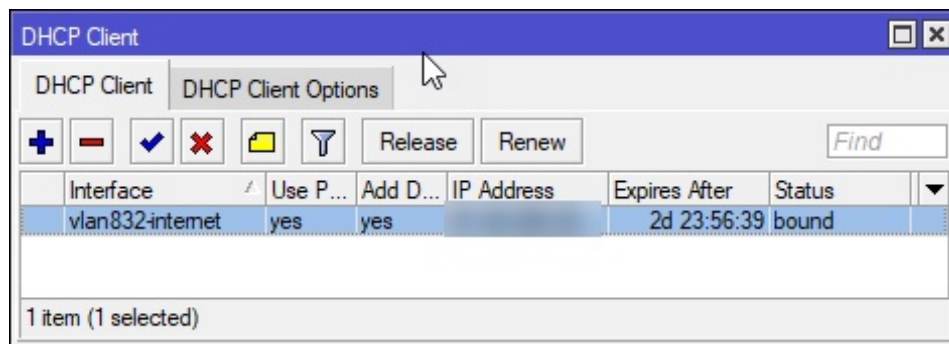 DHCP Client
DHCP Client DHCP Client Options
Release Renew Find
Interface Use P... Add D... IP Address Expires After Status
vlan832-internet yes yes 2d 23:56:39 bound
1 item (1 selected)